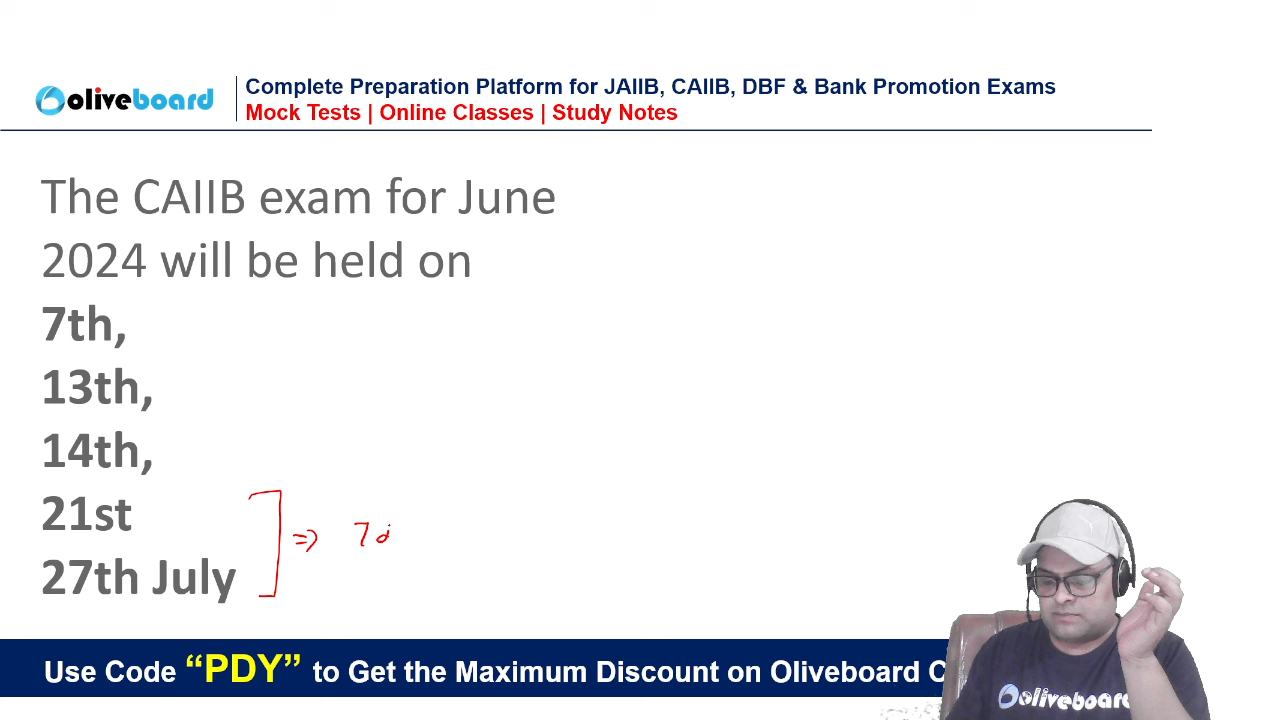 oliveboard
Complete Preparation Platform for JAIIB, CAIIB, DBF & Bank Promotion Exams
Mock Tests | Online Classes | Study Notes
The CAIIB exam for June
2024 will be held on
7th,
13th,
14th,
21st
27th July
=> 7 d
Use Code “PDY” to Get the Maximum Discount on Oliveboard C
oliveboard